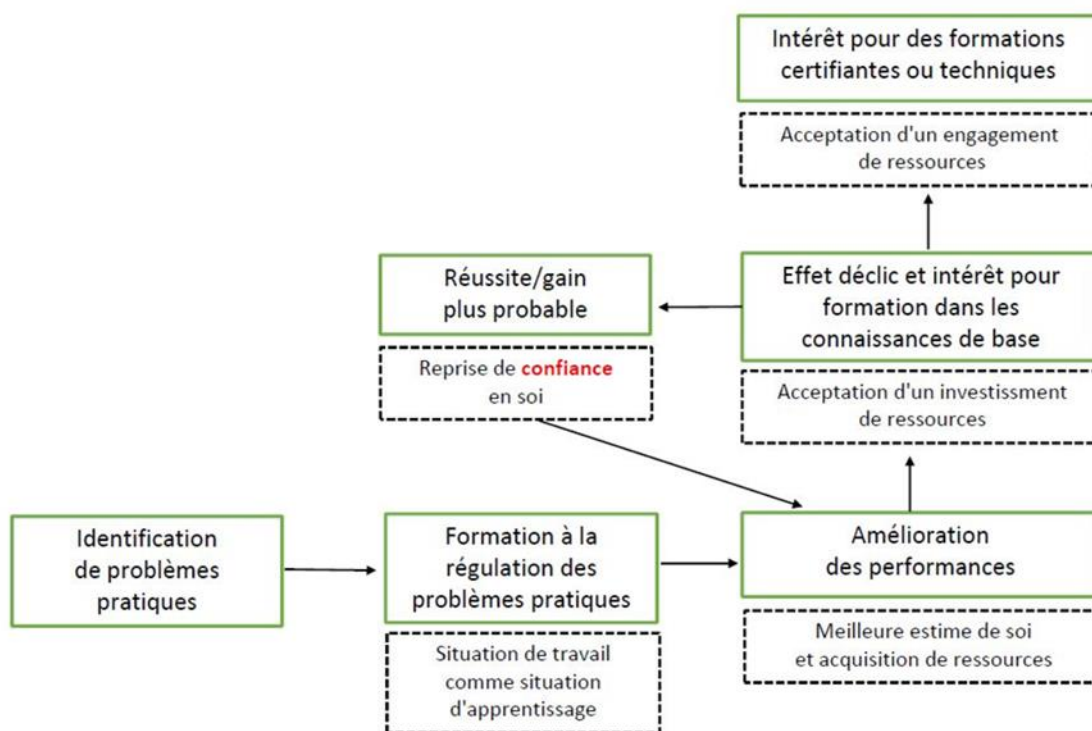 Intérêt pour des formations
certifiantes ou techniques
Acceptation d'un engagement
de ressources
Réussite/gain
plus probable
Reprise de confiance
en soi
Effet déclic et intérêt pour
formation dans les
connaissances de base
Acceptation d'un investissment
de ressources
Identification
de problèmes
pratiques
Formation à la
régulation des
problèmes pratiques
Situation de travail
comme situation
d'apprentissage
Amélioration
des performances
Meilleure estime de soi
et acquisition de ressources